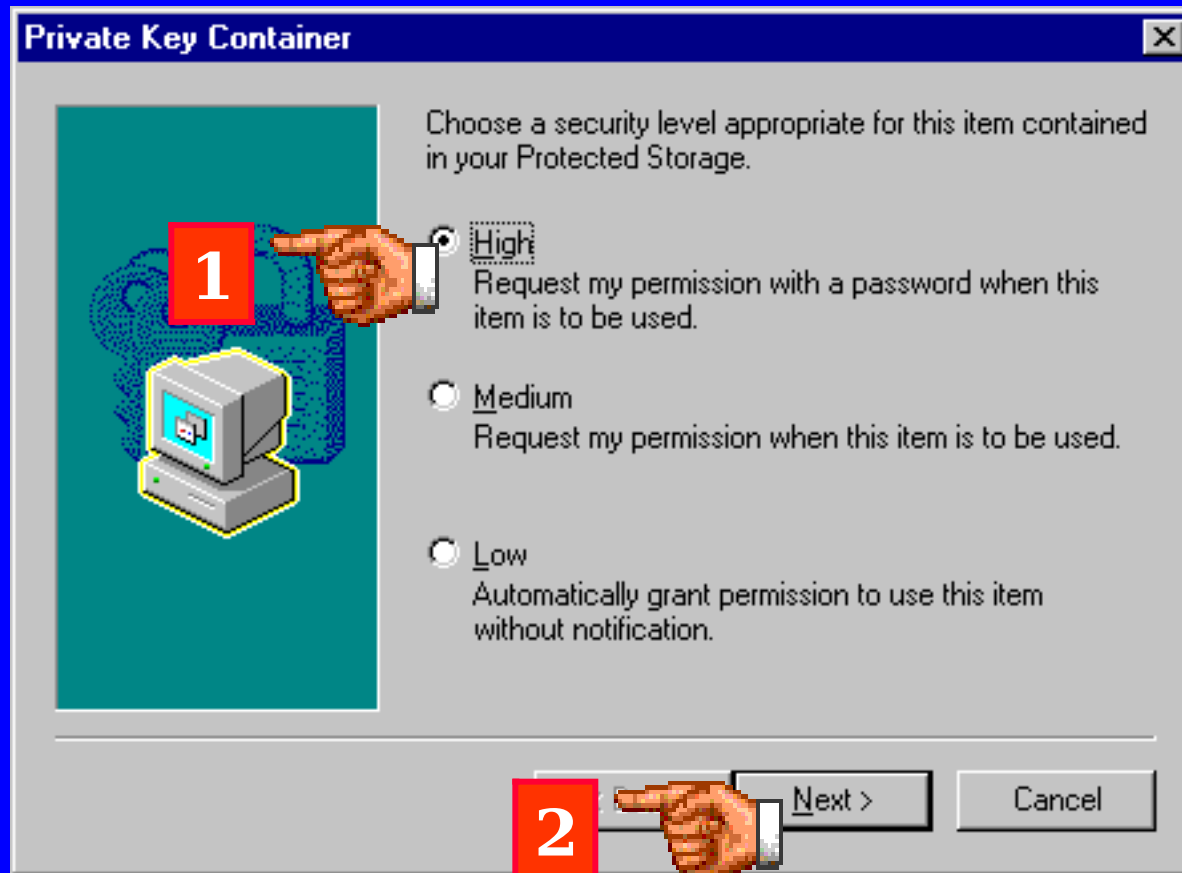 Private Key Container
Choose a security level appropriate for this item contained
in your Protected Storage.
1
High
Request my permission with a password when this
item is to be used.
Medium
Request my permission when this item is to be used.
Low
Automatically grant permission to use this item
without notification.
2
Next >
Cancel